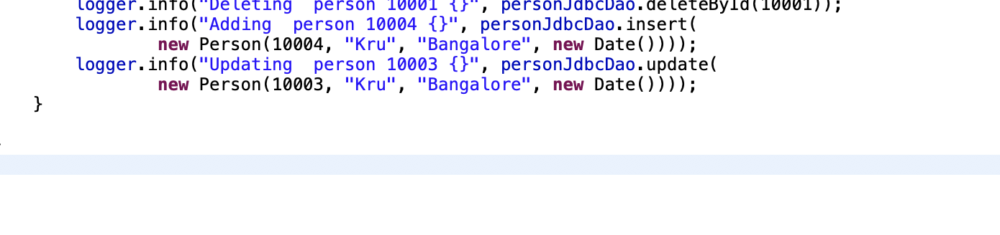 logger.info("Deleting  person 10001 {}", personJdbcDao.deleteById(10001));
logger.info("Adding  person 10004 {}", personJdbcDao.insert(
new Person(10004, "Kru", "Bangalore", new Date())));
logger.info("Updating  person 10003 {}", personJdbcDao.update(
new Person(10003, "Kru", "Bangalore", new Date())));
}